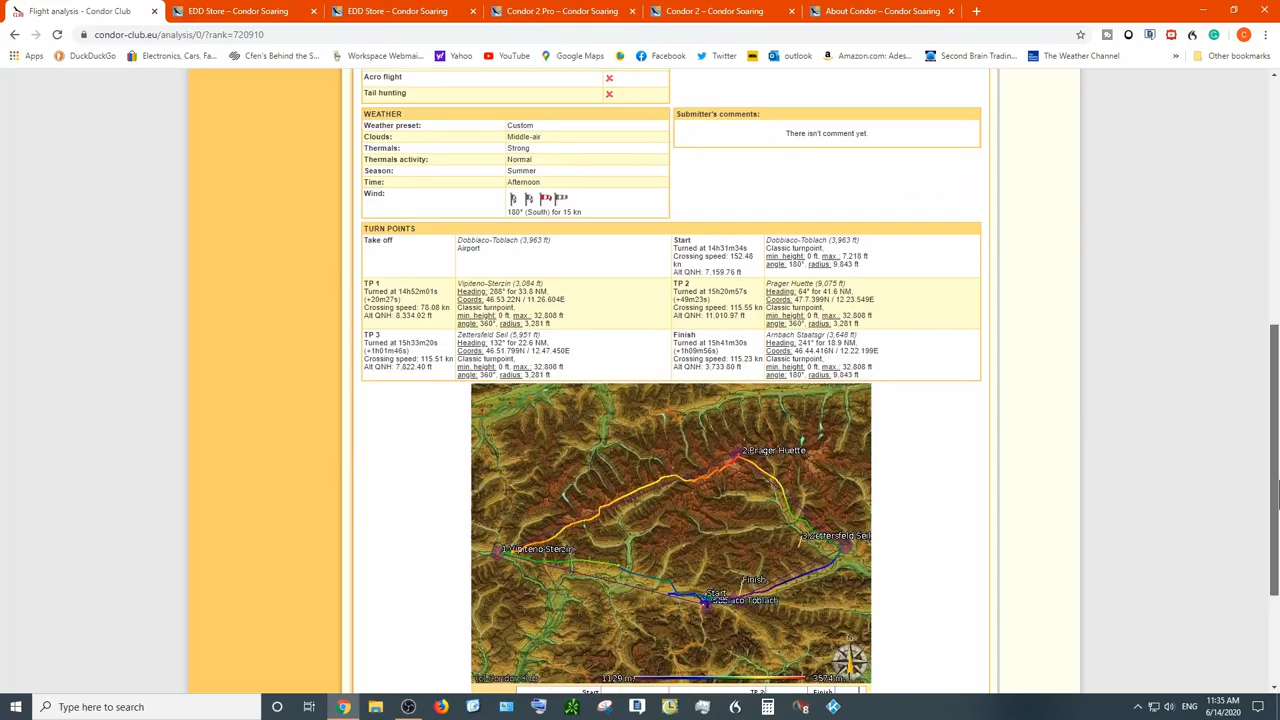 Flight analysis - Condor Club
EDD Store – Condor Soaring
EDD Store – Condor Soaring
Condor 2 Pro – Condor Soaring
Condor 2 – Condor Soaring
About Condor – Condor Soaring
condor-club.eu/analysis/0/?rank=720910
Apps
DuckDuckGo
Electronics, Cars, Fa...
Cfen's Behind the S...
Workspace Webmai...
Yahoo
YouTube
Google Maps
Facebook
Twitter
outlook
Amazon.com: Ades...
Second Brain Tradin...
The Weather Channel
Other bookmarks
Acro flight
Tail hunting
WEATHER
Weather preset: Custom
Clouds: Middle-air
Thermals: Strong
Thermals activity: Normal
Season: Summer
Time: Afternoon
Wind:
180° (South) for 15 kn
Submitter's comments:
There isn't comment yet.
TURN POINTS
Take off
Dobbiaco-Toblach (3,963 ft)
Airport
Start
Turned at 14h31m34s
Crossing speed: 152.48
kn
Alt QNH: 7,159.76 ft
Dobbiaco-Toblach (3,963 ft)
Classic turnpoint,
min. height: 0 ft. max.: 7,218 ft
angle: 180°, radius: 9,843 ft
TP 1
Turned at 14h52m01s
(+20m27s)
Crossing speed: 78.08 kn
Alt QNH: 8,334.02 ft
Vipiteno-Sterzin (3,084 ft)
Heading: 288° for 33.8 NM,
Coords: 46.53.22N / 11.26.604E
Classic turnpoint,
min. height: 0 ft, max.: 32,808 ft
angle: 360°, radius: 3,281 ft
TP 2
Turned at 15h20m57s
(+49m23s)
Crossing speed: 115.55 kn
Alt QNH: 11,010.97 ft
Prager Huette (9,075 ft)
Heading: 64° for 41.6 NM,
Coords: 47.7.399N / 12.23.549E
Classic turnpoint,
min. height: 0 ft, max.: 32,808 ft
angle: 360°, radius: 3,281 ft
TP 3
Turned at 15h33m20s
(+1h01m46s)
Crossing speed: 115.51 kn
Alt QNH: 7,822.40 ft
Zettersfeld Seil (5,951 ft)
Heading: 132° for 22.6 NM,
Coords: 46.51.799N / 12.47.450E
Classic turnpoint,
min. height: 0 ft, max.: 32,808 ft
angle: 360°, radius: 3,281 ft
Finish
Turned at 15h41m30s
(+1h09m56s)
Crossing speed: 115.23 kn
Alt QNH: 3,733.80 ft
Arnbach Staatsgr (3,648 ft)
Heading: 241° for 18.9 NM,
Coords: 46.44.416N / 12.22.199E
Classic turnpoint,
min. height: 0 ft, max.: 32,808 ft
angle: 180°, radius: 9,843 ft
2.Prager Huette
3.Zettersfeld Seil
1.Vipiteno-Sterzin
Finish
Start
Dobbiaco-Toblach
N
1129 m
3574 m
Start
TP 2
Finish
Type here to search
ENG
11:35 AM
6/14/2020